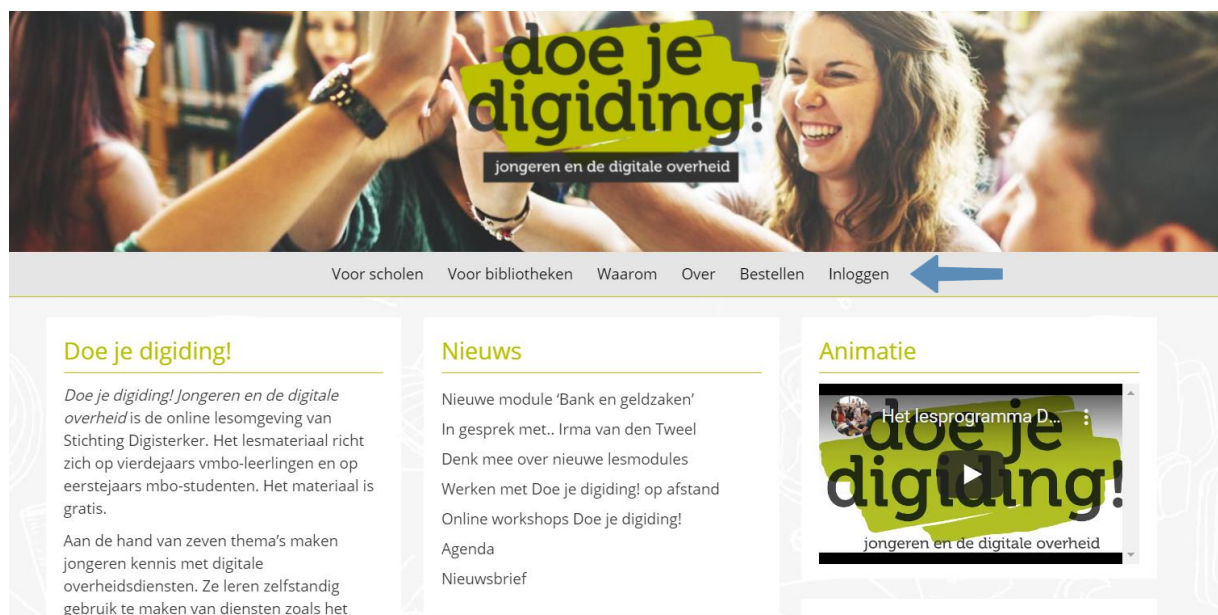 doe je
digiding!
jongeren en de digitale overheid
Voor scholen Voor bibliotheken Waarom Over Bestellen Inloggen
Doe je digiding!
Doe je digiding! Jongeren en de digitale
overheid is de online lesomgeving van
Stichting Digisterker. Het lesmateriaal richt
zich op vierdejaars vmbo-leerlingen en op
eerstejaars mbo-studenten. Het materiaal is
gratis.
Aan de hand van zeven thema's maken
jongeren kennis met digitale
overheidsdiensten. Ze leren zelfstandig
gebruik te maken van diensten zoals het
Nieuws
Nieuwe module ‘Bank en geldzaken’
In gesprek met.. Irma van den Tweel
Denk mee over nieuwe lesmodules
Werken met Doe je digiding! op afstand
Online workshops Doe je digiding!
Agenda
Nieuwsbrief
Animatie
Het lesprogramma D...
doe je
digiding!
jongeren en de digitale overheid